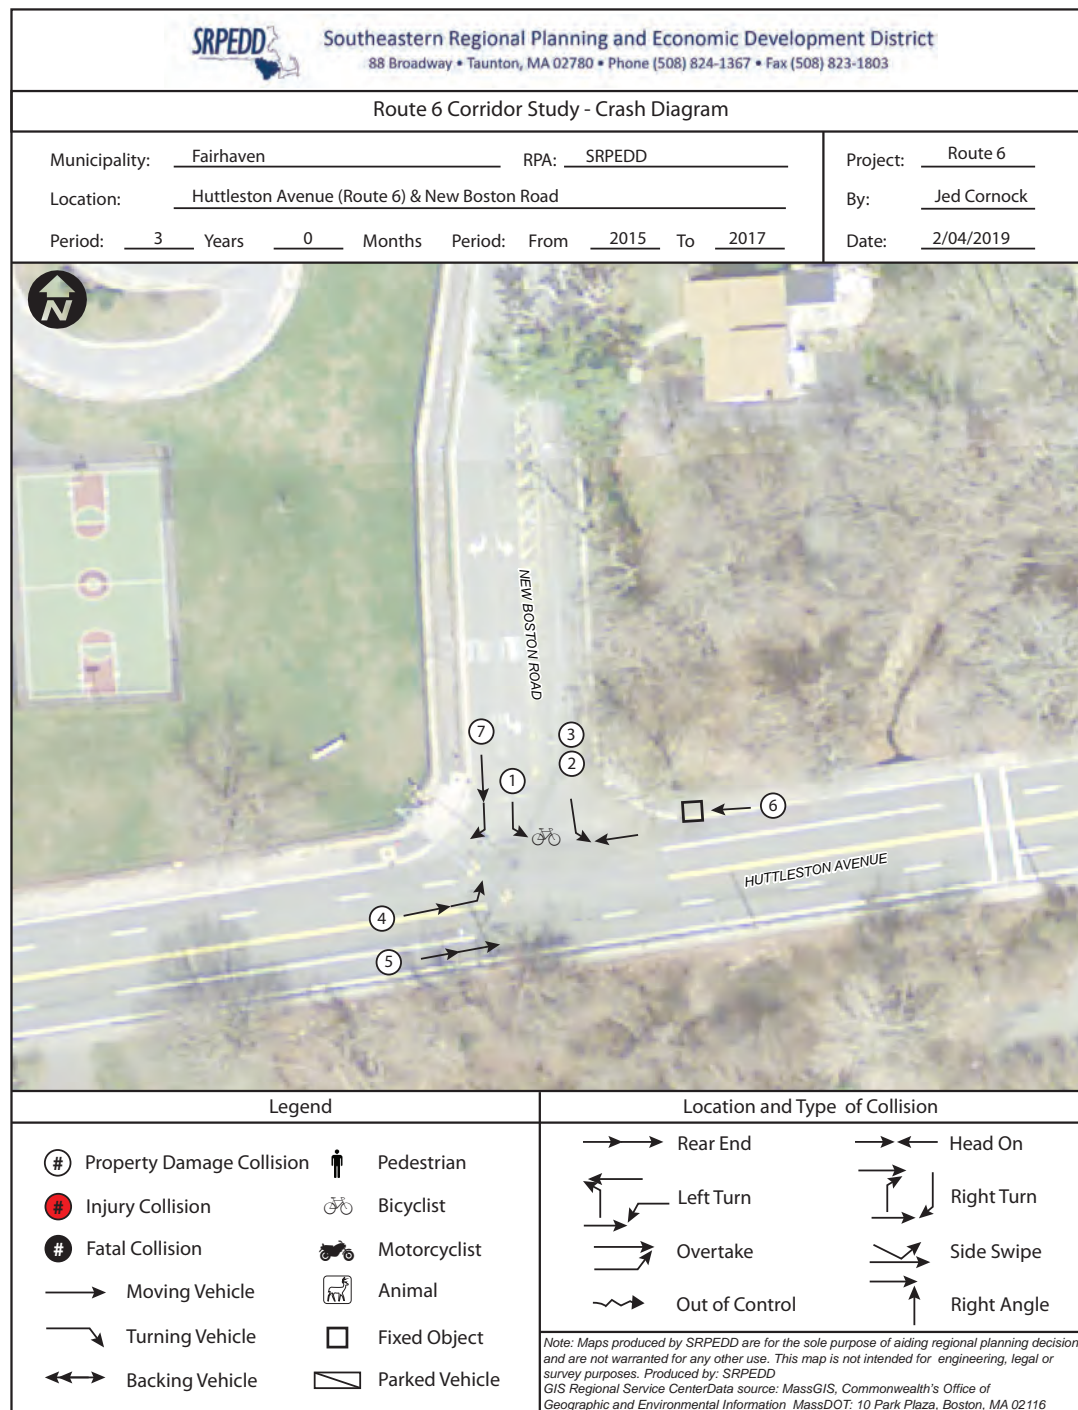 SRPEDD
Southeastern Regional Planning and Economic Development District
88 Broadway • Taunton, MA 02780 • Phone (508) 824-1367 • Fax (508) 823-1803
Route 6 Corridor Study - Crash Diagram
Municipality: Fairhaven RPA: SRPEDD
Location: Huttleston Avenue (Route 6) & New Boston Road
Period: 3 Years 0 Months Period: From 2015 To 2017
Project: Route 6
By: Jed Cornock
Date: 2/04/2019
N
NEW BOSTON ROAD
7
3
1
2
6
HUTTLESTON AVENUE
4
5
Legend
# Property Damage Collision
# Injury Collision
# Fatal Collision
Moving Vehicle
Turning Vehicle
Backing Vehicle
Pedestrian
Bicyclist
Motorcyclist
Animal
Fixed Object
Parked Vehicle
Location and Type of Collision
Rear End
Left Turn
Overtake
Out of Control
Head On
Right Turn
Side Swipe
Right Angle
Note: Maps produced by SRPEDD are for the sole purpose of aiding regional planning decision
and are not warranted for any other use. This map is not intended for engineering, legal or
survey purposes. Produced by: SRPEDD
GIS Regional Service CenterData source: MassGIS, Commonwealth's Office of
Geographic and Environmental Information MassDOT: 10 Park Plaza, Boston, MA 02116